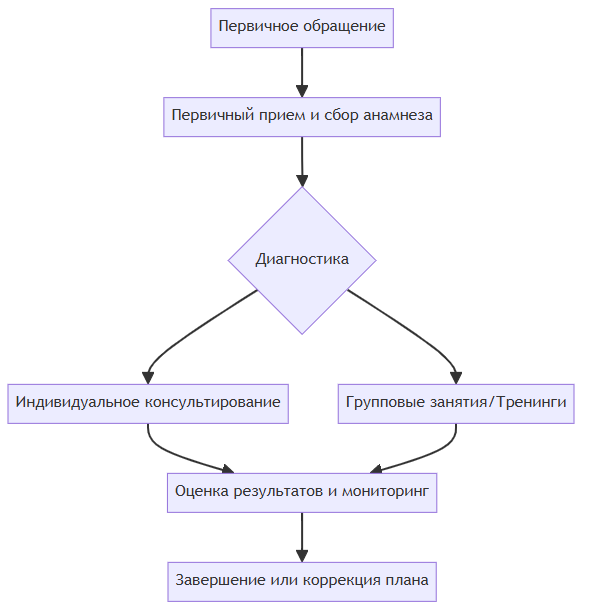 Первичное обращение
Первичный прием и сбор анамнеза
Диагностика
Индивидуальное консультирование
Групповые занятия/Тренинги
Оценка результатов и мониторинг
Завершение или коррекция плана